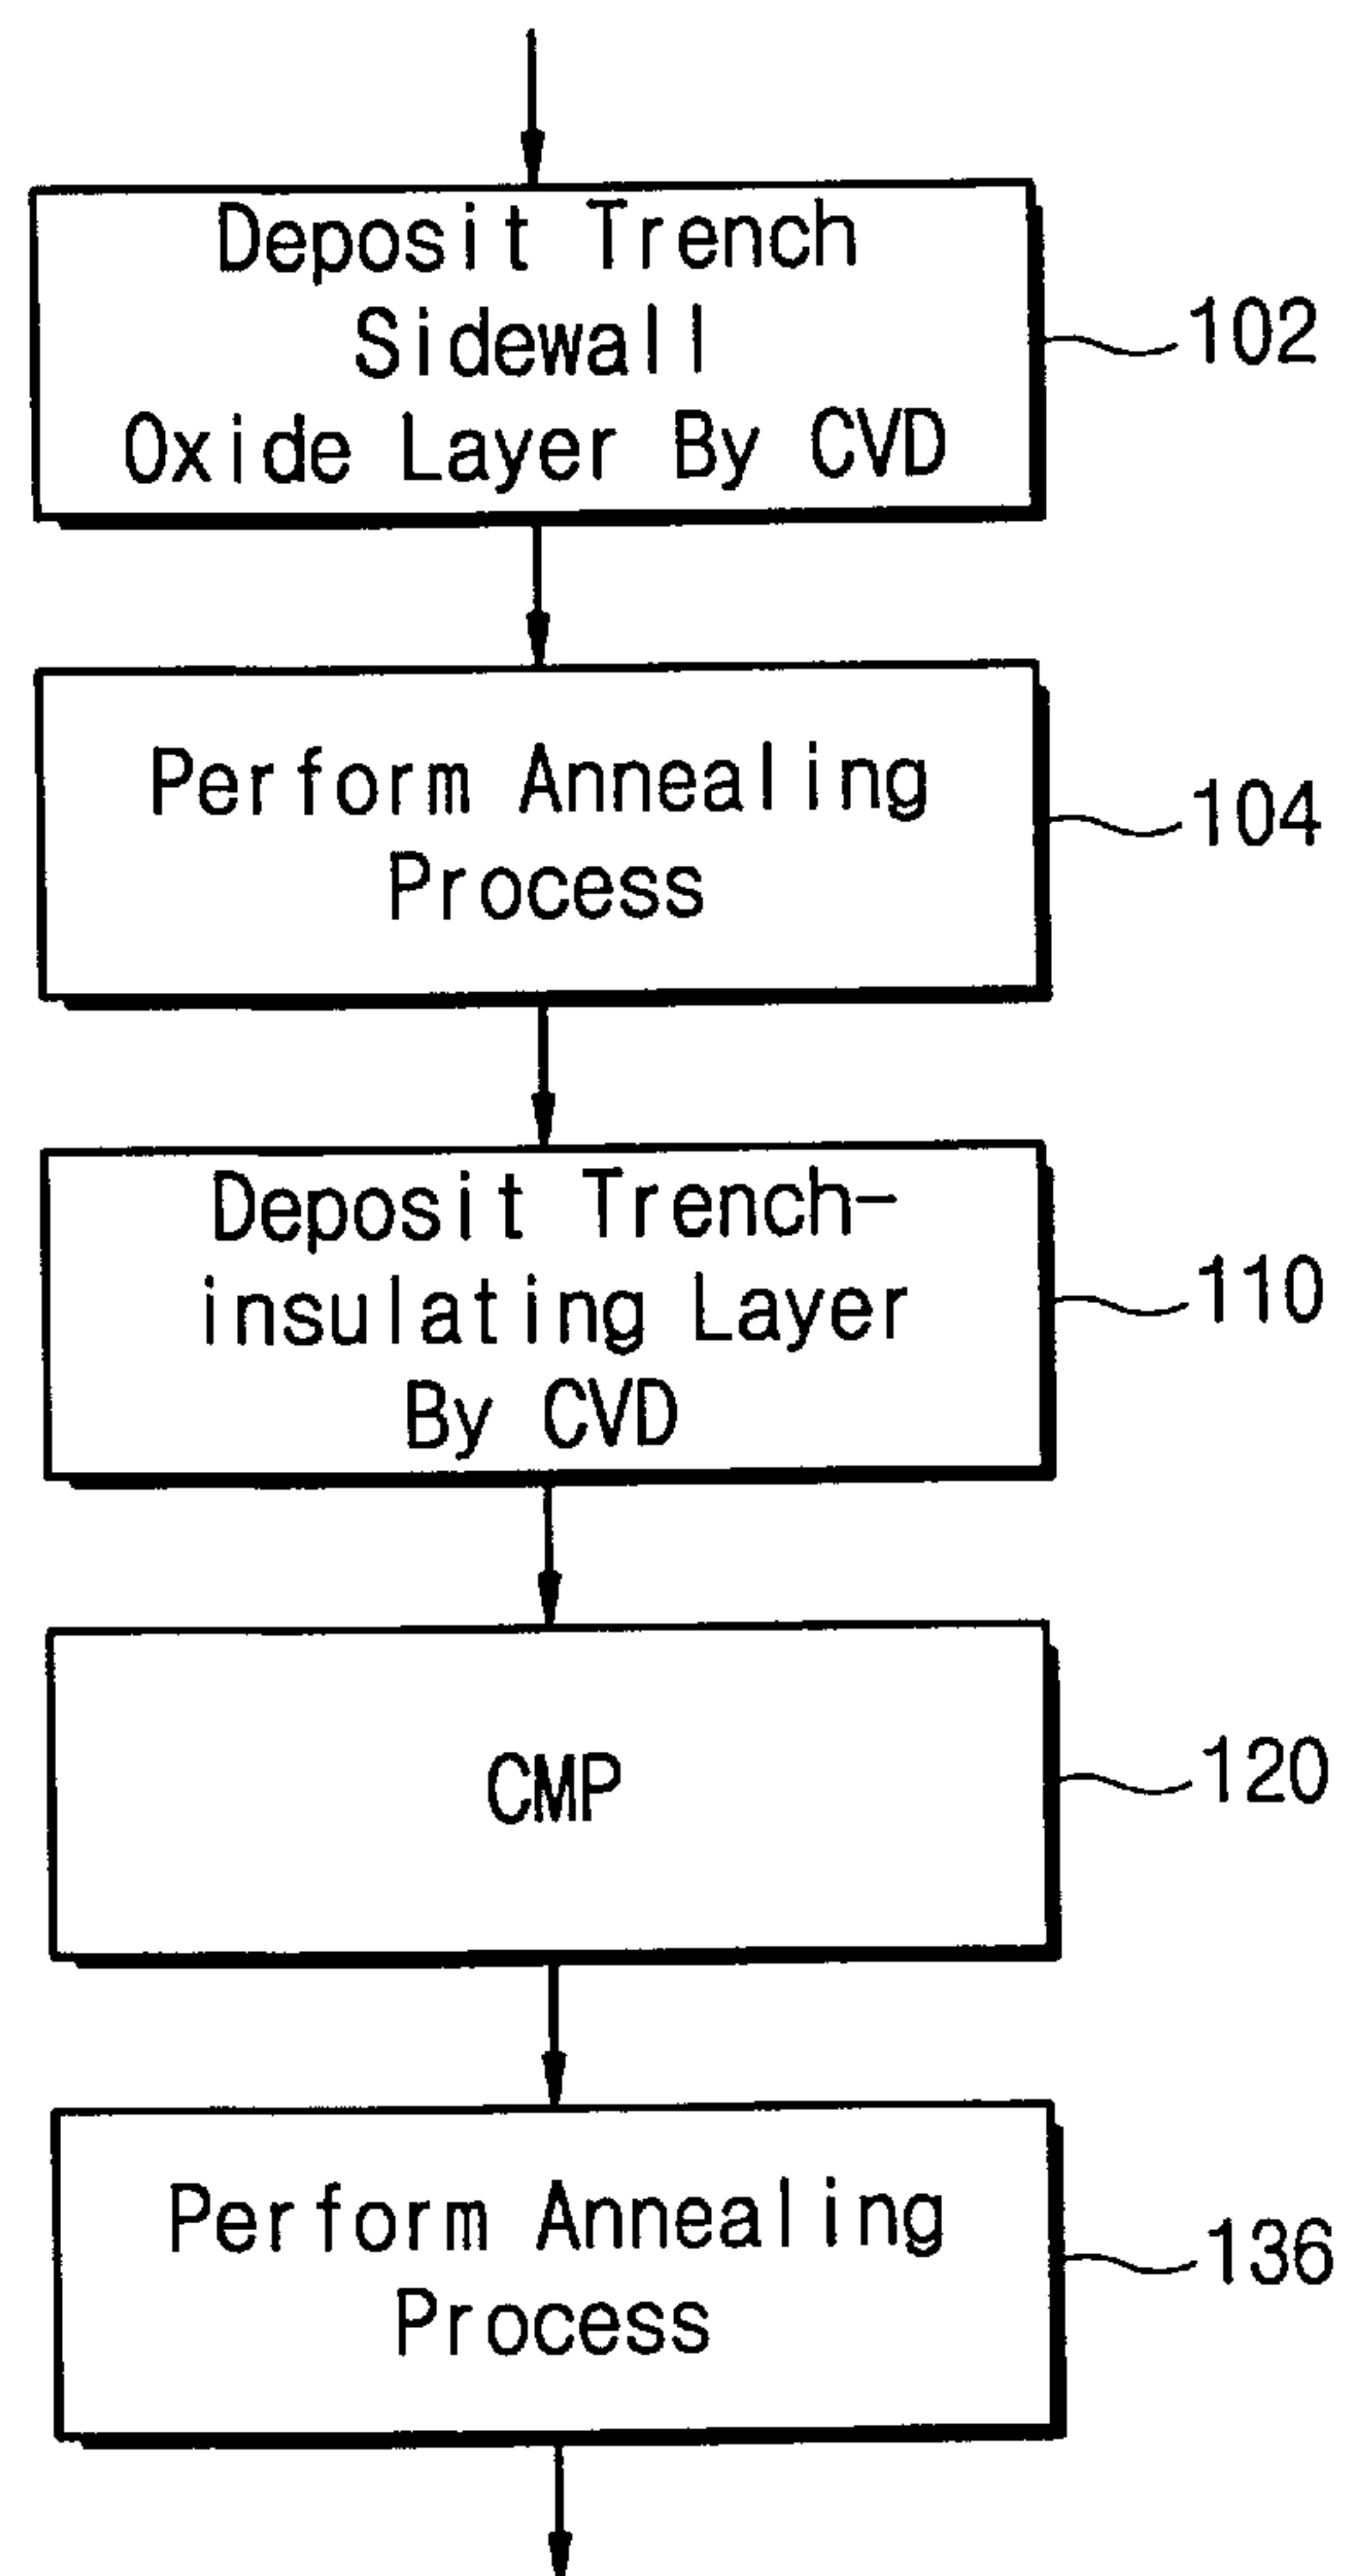 Deposit Trench
Sidewall
Oxide Layer By CVD
102
Perform Annealing
Process
104
Deposit Trench-
insulating Layer
By CVD
110
CMP
120
Perform Annealing
Process
136